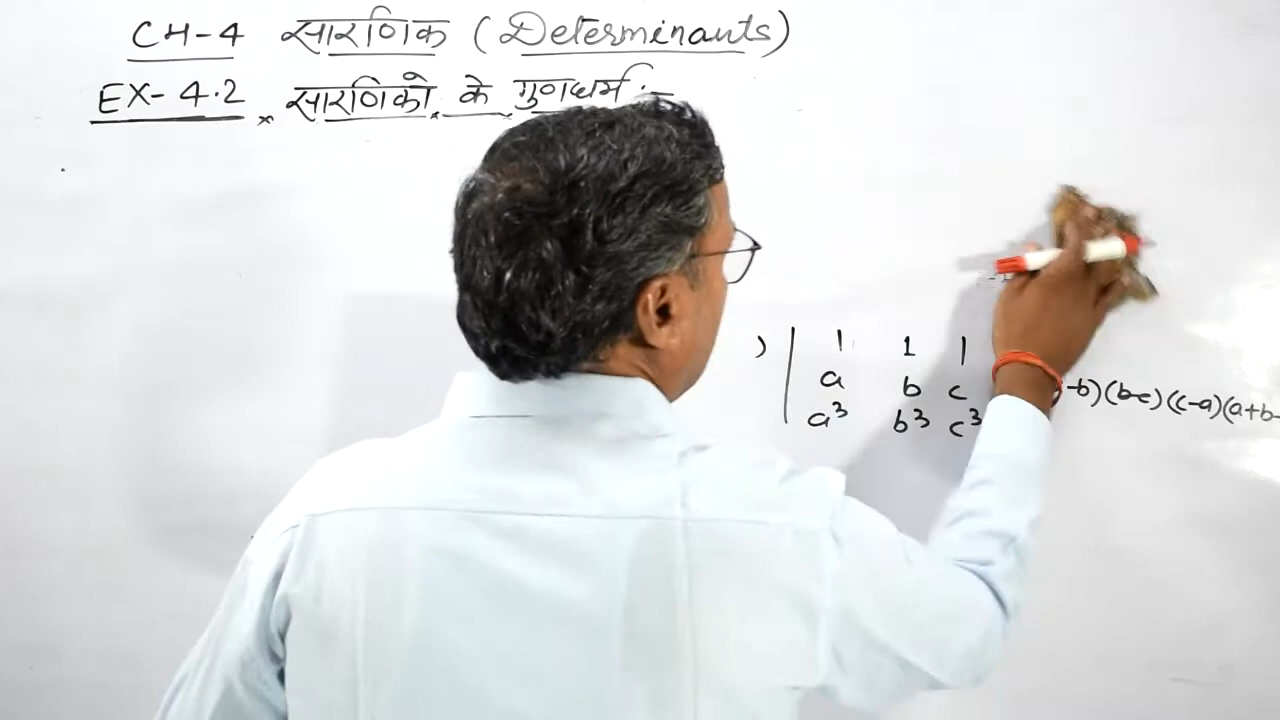 CH-4 सारणिक (Determinants)
EX- 4.2 सारणिको के गुणधर्म :-
) | 1 1 1
a b c -b) (b-c) (c-a) (a+b-
a³ b³ c³